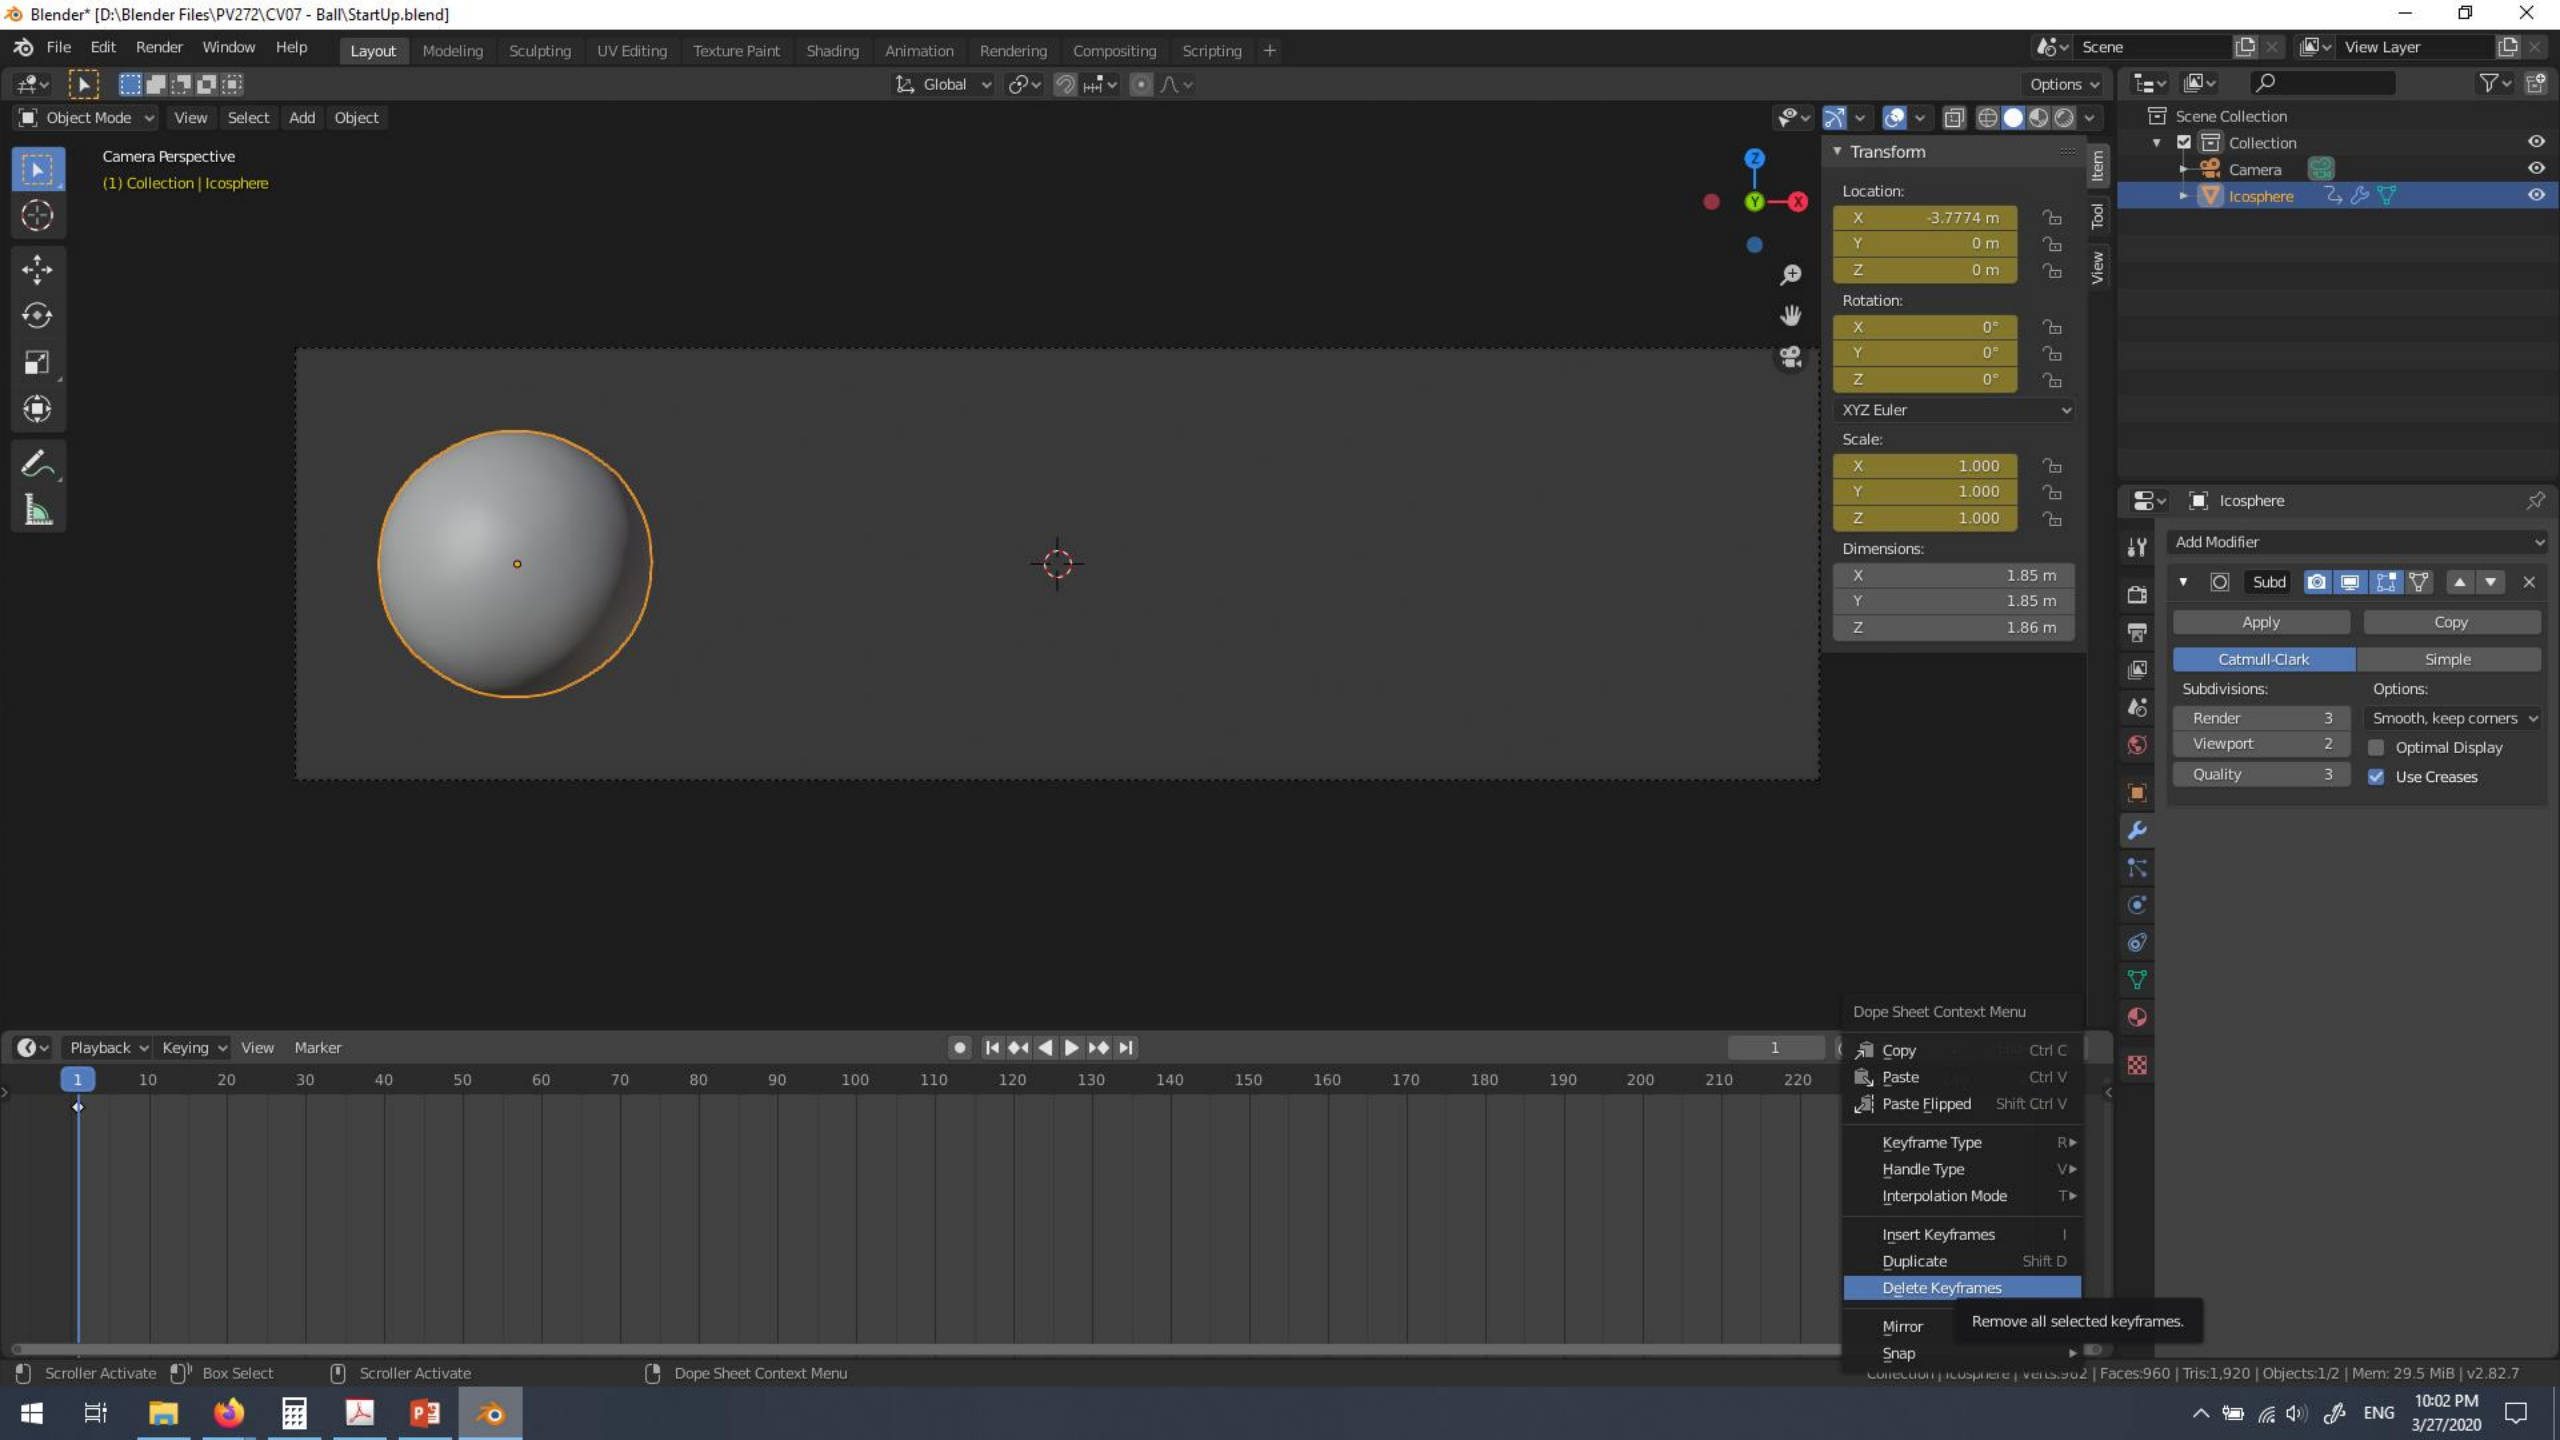 Blender* [D:\Blender Files\PV272\CV07 - Ball\StartUp.blend]
File Edit Render Window Help Layout Modeling Sculpting UV Editing Texture Paint Shading Animation Rendering Compositing Scripting + Scene View Layer
Global Options
Object Mode View Select Add Object
Camera Perspective
(1) Collection | Icosphere
Z
Y X
Transform
Location:
X -3.7774 m
Y 0 m
Z 0 m
Rotation:
X 0°
Y 0°
Z 0°
XYZ Euler
Scale:
X 1.000
Y 1.000
Z 1.000
Dimensions:
X 1.85 m
Y 1.85 m
Z 1.86 m
Item
Tool
View
Scene Collection
Collection
Camera
Icosphere
Icosphere
Add Modifier
Subd
Apply Copy
Catmull-Clark Simple
Subdivisions: Options:
Render 3 Smooth, keep corners
Viewport 2 Optimal Display
Quality 3 Use Creases
Playback Keying View Marker 1
1 10 20 30 40 50 60 70 80 90 100 110 120 130 140 150 160 170 180 190 200 210 220
Dope Sheet Context Menu
Copy Ctrl C
Paste Ctrl V
Paste Flipped Shift Ctrl V
Keyframe Type R
Handle Type V
Interpolation Mode T
Insert Keyframes I
Duplicate Shift D
Delete Keyframes
Mirror
Remove all selected keyframes.
Snap
Scroller Activate Box Select Scroller Activate Dope Sheet Context Menu Collection | Icosphere | Verts:962 | Faces:960 | Tris:1,920 | Objects:1/2 | Mem: 29.5 MiB | v2.82.7
ENG
10:02 PM
3/27/2020